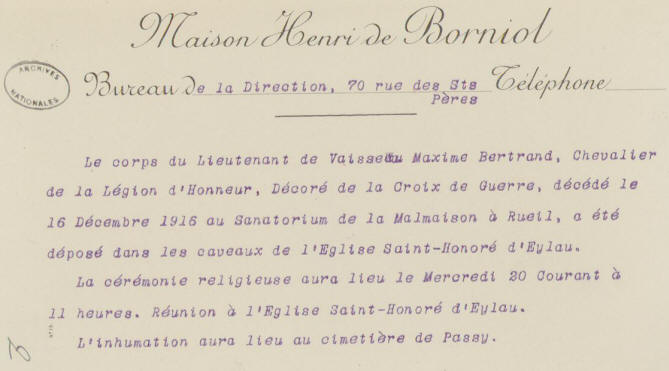 Maison Henri de Borniol
ARCHIVES
NATIONALES
Bureau de la Direction, 70 rue des Sts Téléphone
Pères
Le corps du Lieutenant de Vaisseau Maxime Bertrand, Chevalier
de la Légion d'Honneur, Décoré de la Croix de Guerre, décédé le
16 Décembre 1916 au Sanatorium de la Malmaison à Rueil, a été
déposé dans les caveaux de l'Eglise Saint-Honoré d'Eylau.
La cérémonie religieuse aura lieu le Mercredi 20 Courant à
11 heures. Réunion à l'Eglise Saint-Honoré d'Eylau.
L'inhumation aura lieu au cimetière de Passy.